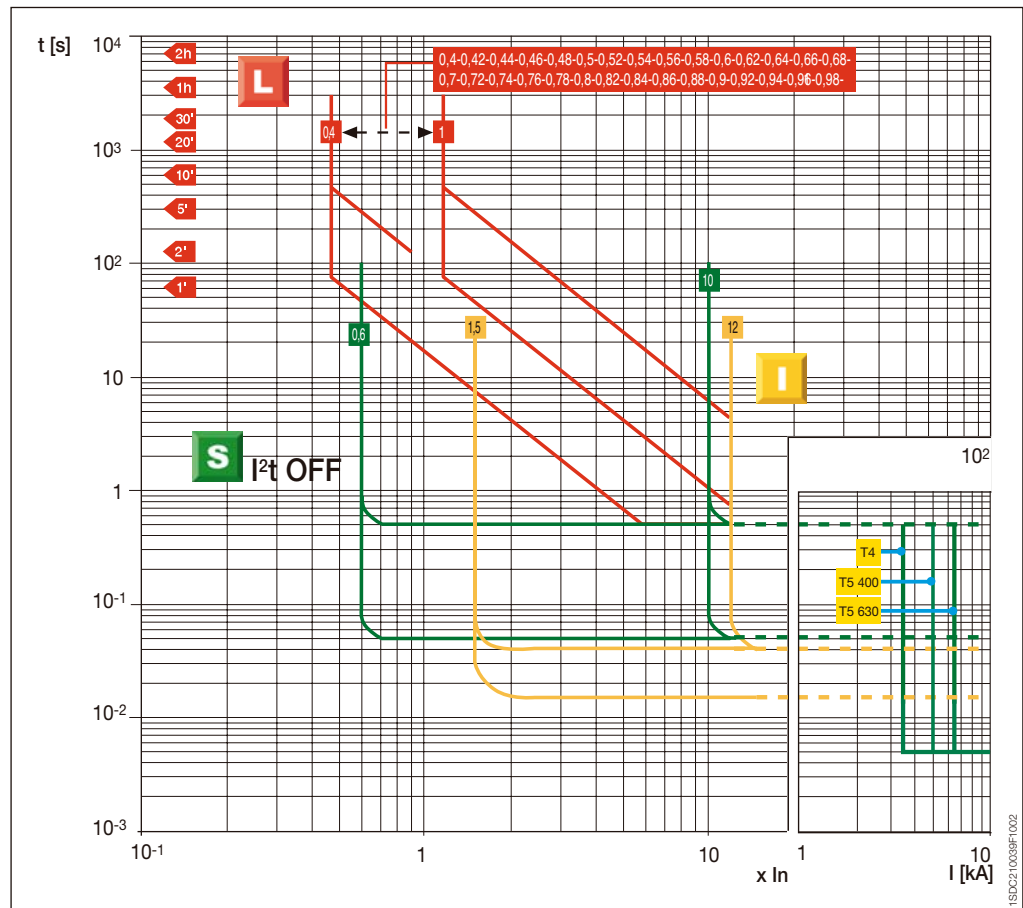 t [s]
10⁴
2h
1h
30'
20'
10'
5'
2'
1'
L
0,4-0,42-0,44-0,46-0,48-0,5-0,52-0,54-0,56-0,58-0,6-0,62-0,64-0,66-0,68-
0,7-0,72-0,74-0,76-0,78-0,8-0,82-0,84-0,86-0,88-0,9-0,92-0,94-0,96-0,98-
0,4
1
10³
10²
10
0,6
1,5
12
10
I
S
I²t OFF
10²
1
T4
T5 400
T5 630
10⁻¹
10⁻²
10⁻³
10⁻¹
1
10
1
10
x In
I [kA]
1SDC210039F1002